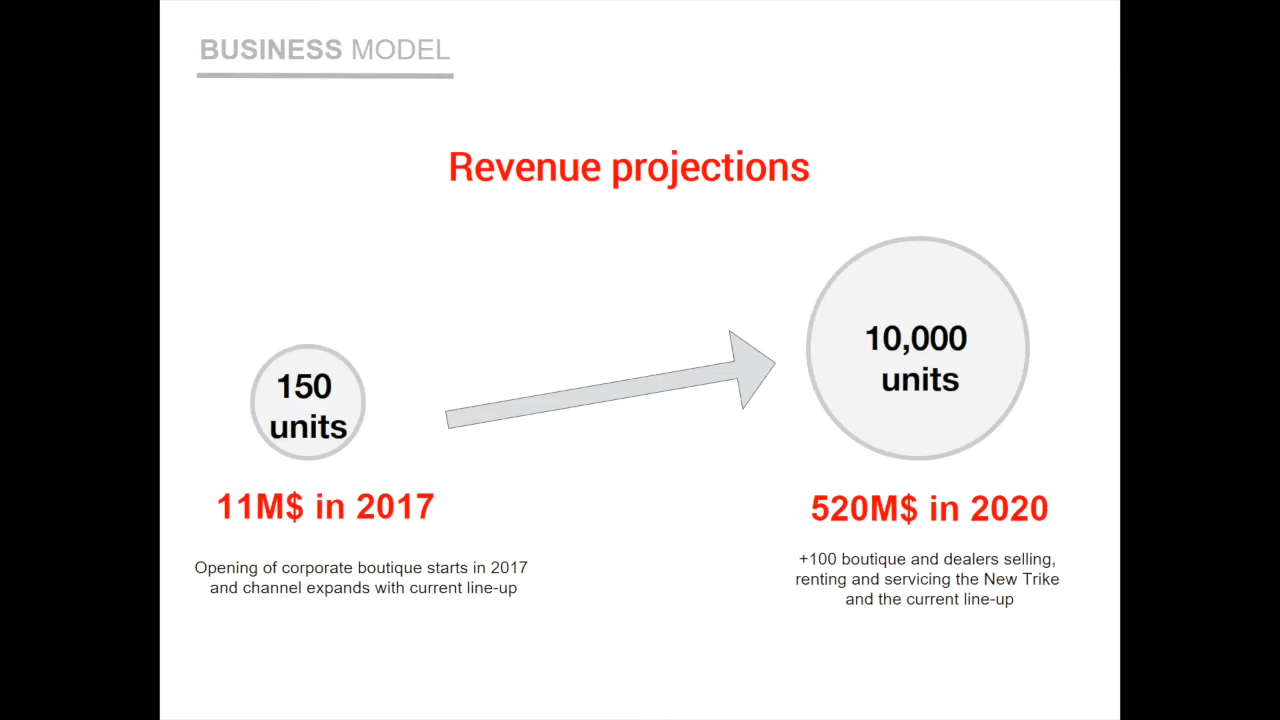 BUSINESS MODEL
Revenue projections
150
units
10,000
units
11M$ in 2017
520M$ in 2020
Opening of corporate boutique starts in 2017
and channel expands with current line-up
+100 boutique and dealers selling,
renting and servicing the New Trike
and the current line-up